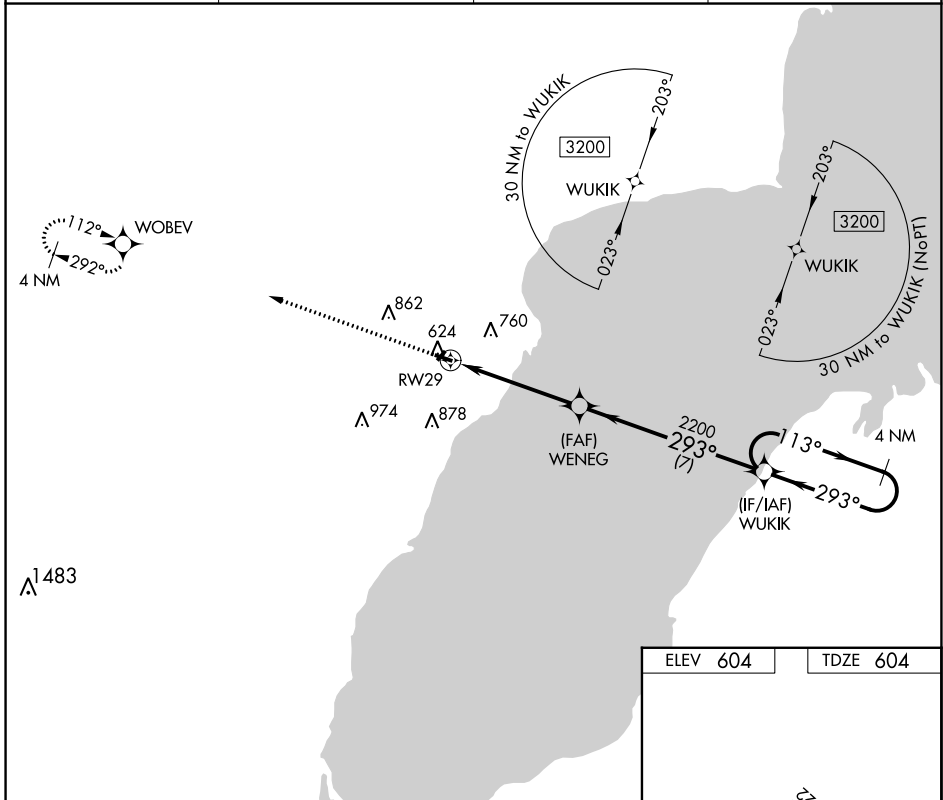 30 NM to WUKIK
203°
3200
WUKIK
023°
203°
3200
WUKIK
023°
30 NM to WUKIK (NoPT)
112°
WOBEV
292°
4 NM
862
624
760
RW29
974
878
(FAF)
WENEG
2200
293°
(7)
113°
4 NM
293°
(IF/IAF)
WUKIK
1483
ELEV 604
TDZE 604
22